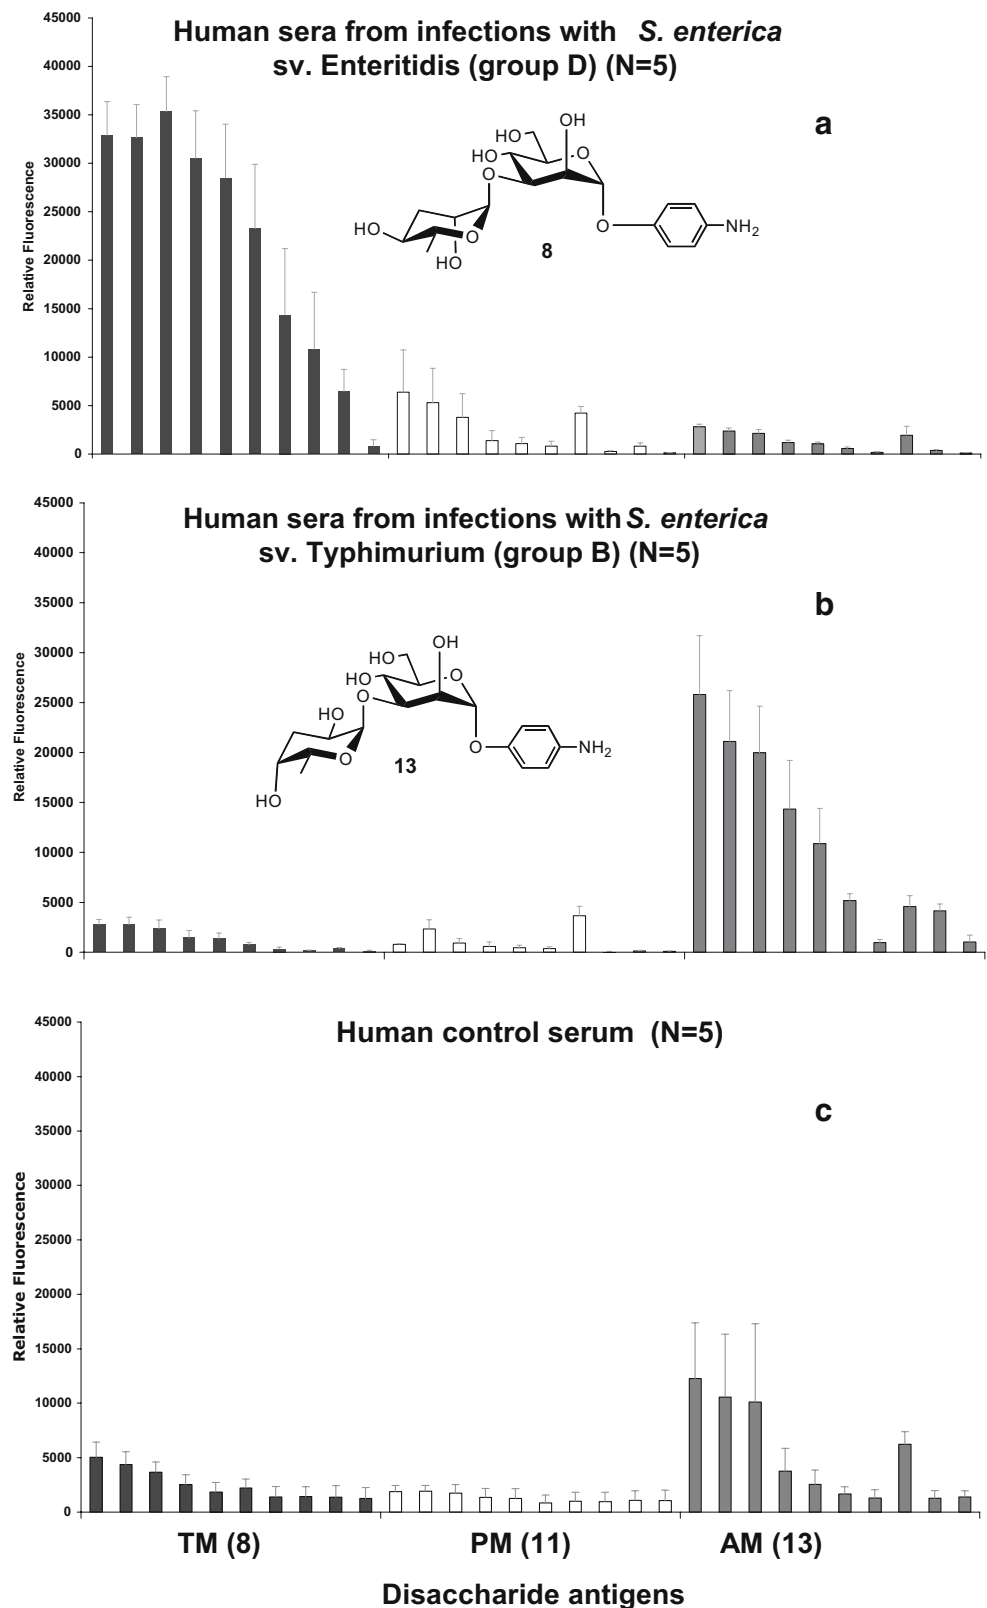 Human sera from infections with S. enterica
sv. Enteritidis (group D) (N=5)
a
45000
40000
35000
30000
25000
20000
15000
10000
5000
0
Relative Fluorescence
OH
HO
O
HO
O
O
HO
O
HO
NH2
8
Human sera from infections with S. enterica
sv. Typhimurium (group B) (N=5)
b
45000
40000
35000
30000
25000
20000
15000
10000
5000
0
Relative Fluorescence
OH
HO
O
HO
O
HO
O
O
NH2
HO
13
Human control serum (N=5)
c
45000
40000
35000
30000
25000
20000
15000
10000
5000
0
Relative Fluorescence
TM (8)
PM (11)
AM (13)
Disaccharide antigens